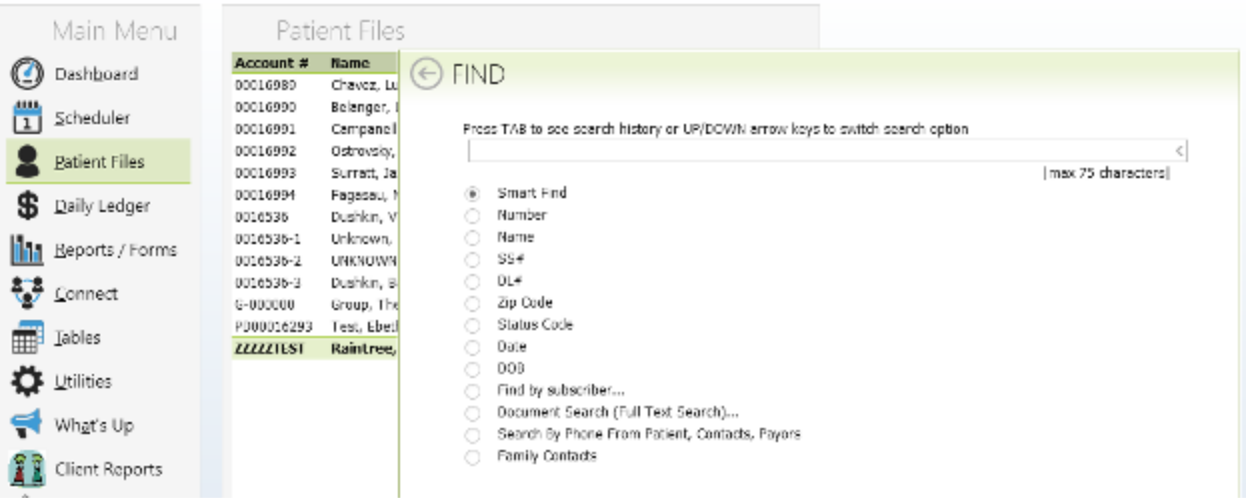 Main Menu
Dashboard
Scheduler
1
Patient Files
Daily Ledger
Reports / Forms
Connect
Tables
Utilities
What's Up
Client Reports
Patient Files
Account # Name
00016989 Chavez, Lu
00016990 Belanger,
00016991 Campanel
00016992 Ostrovsky,
00016993 Surratt, Ja
00016994 Fagasau,
0016536 Dushkin, V
0016536-1 Unknown,
0016536-2 UNKNOWN
0016536-3 Dushkin, B
G-000000 Group, The
PD00016293 Test, Ebet
ZZZZZTEST Raintree,
FIND
Press TAB to see search history or UP/DOWN arrow keys to switch search option
|max 75 characters|
Smart Find
Number
Name
SS#
DL#
Zip Code
Status Code
Date
DOB
Find by subscriber...
Document Search (Full Text Search)...
Search By Phone From Patient, Contacts, Payors
Family Contacts